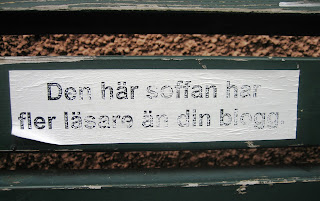 Den här soffan har
fler läsare än din blogg.